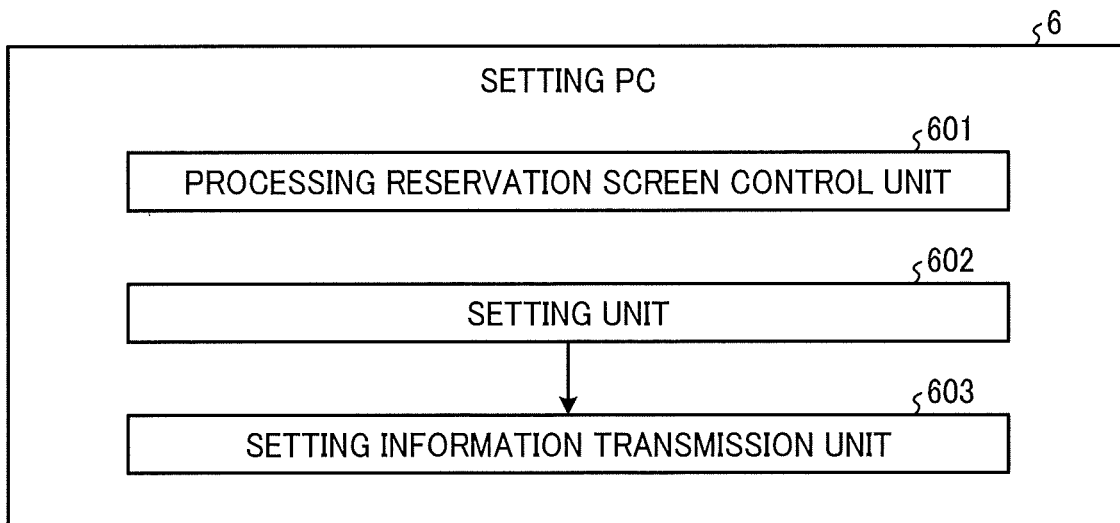 6
SETTING PC
601
PROCESSING RESERVATION SCREEN CONTROL UNIT
602
SETTING UNIT
603
SETTING INFORMATION TRANSMISSION UNIT